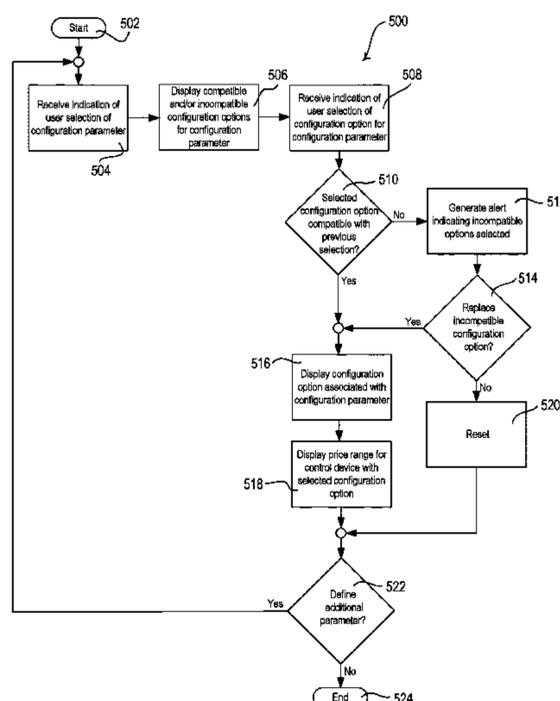 Start
502
500
Receive indication of
user selection of
configuration parameter
504
Display compatible
and/or incompatible
configuration options
for configuration
parameter
506
Receive indication of
user selection of
configuration option for
configuration parameter
508
510
Selected
configuration option
compatible with
previous selection?
No
Yes
Generate alert
indicating incompatible
options selected
51
514
Replace
incompatible
configuration
option?
Yes
No
516
Display configuration
option associated with
configuration parameter
520
Reset
518
Display price range for
control device with
selected configuration
option
522
Define
additional
parameter?
Yes
No
End
524